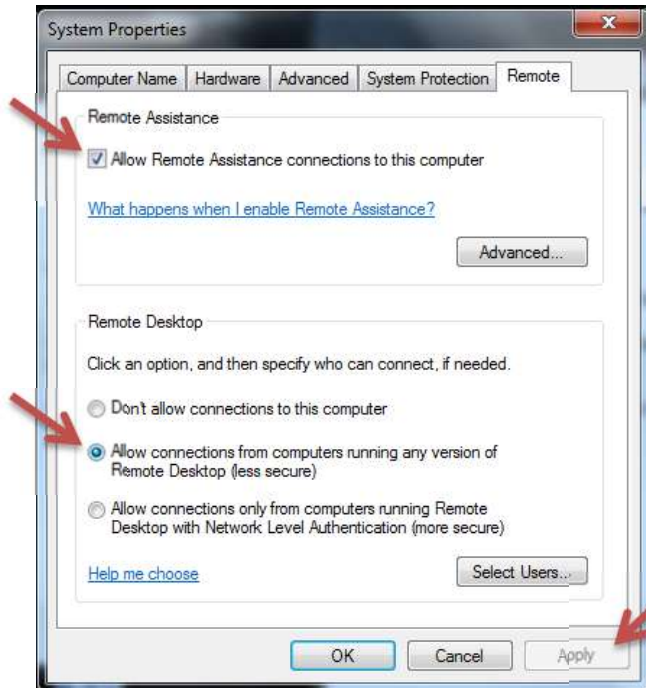 System Properties
Computer Name
Hardware
Advanced
System Protection
Remote
Remote Assistance
Allow Remote Assistance connections to this computer
What happens when I enable Remote Assistance?
Advanced...
Remote Desktop
Click an option, and then specify who can connect, if needed.
Don't allow connections to this computer
Allow connections from computers running any version of
Remote Desktop (less secure)
Allow connections only from computers running Remote
Desktop with Network Level Authentication (more secure)
Help me choose
Select Users...
OK
Cancel
Apply